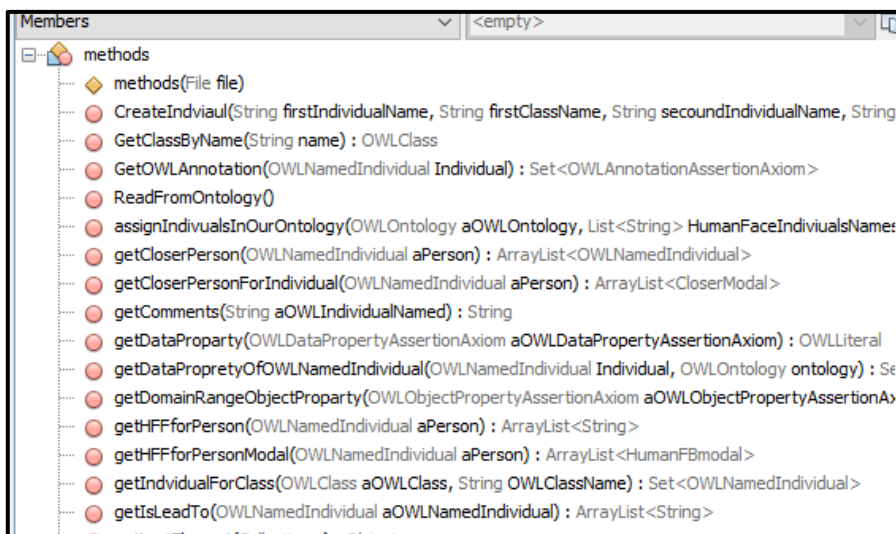 Members <empty>
methods
methods(File file)
CreateIndviaul(String firstIndividualName, String firstClassName, String secoundIndividualName, String
GetClassByName(String name) : OWLClass
GetOWLAnnotation(OWLNamedIndividual Individual) : Set<OWLAnnotationAssertionAxiom>
ReadFromOntology()
assignIndivualsInOurOntology(OWLOntology aOWLOntology, List<String> HumanFaceIndiviualsNames
getCloserPerson(OWLNamedIndividual aPerson) : ArrayList<OWLNamedIndividual>
getCloserPersonForIndividual(OWLNamedIndividual aPerson) : ArrayList<CloserModal>
getComments(String aOWLIndividualNamed) : String
getDataProparty(OWLDataPropertyAssertionAxiom aOWLDataPropertyAssertionAxiom) : OWLLiteral
getDataPropretyOfOWLNamedIndividual(OWLNamedIndividual Individual, OWLOntology ontology) : Se
getDomainRangeObjectProparty(OWLObjectPropertyAssertionAxiom aOWLObjectPropertyAssertionAx
getHFFforPerson(OWLNamedIndividual aPerson) : ArrayList<String>
getHFFforPersonModal(OWLNamedIndividual aPerson) : ArrayList<HumanFBmodal>
getIndvidualForClass(OWLClass aOWLClass, String OWLClassName) : Set<OWLNamedIndividual>
getIsLeadTo(OWLNamedIndividual aOWLNamedIndividual) : ArrayList<String>